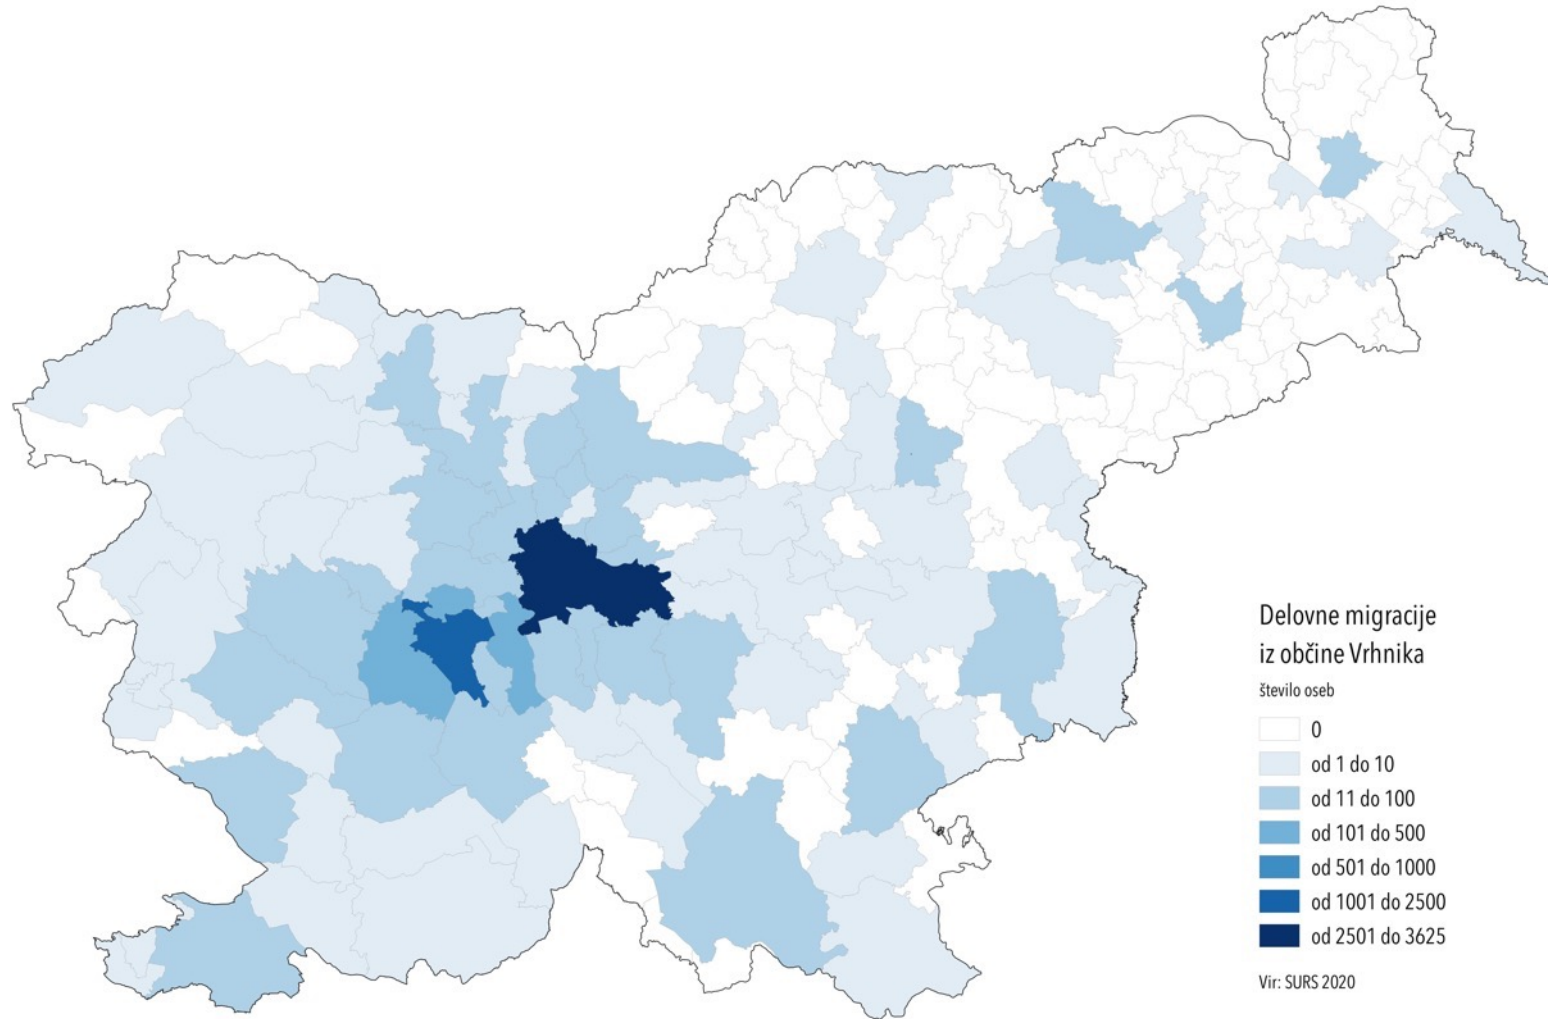 Delovne migracije
iz občine Vrhnika
število oseb
0
od 1 do 10
od 11 do 100
od 101 do 500
od 501 do 1000
od 1001 do 2500
od 2501 do 3625
Vir: SURS 2020